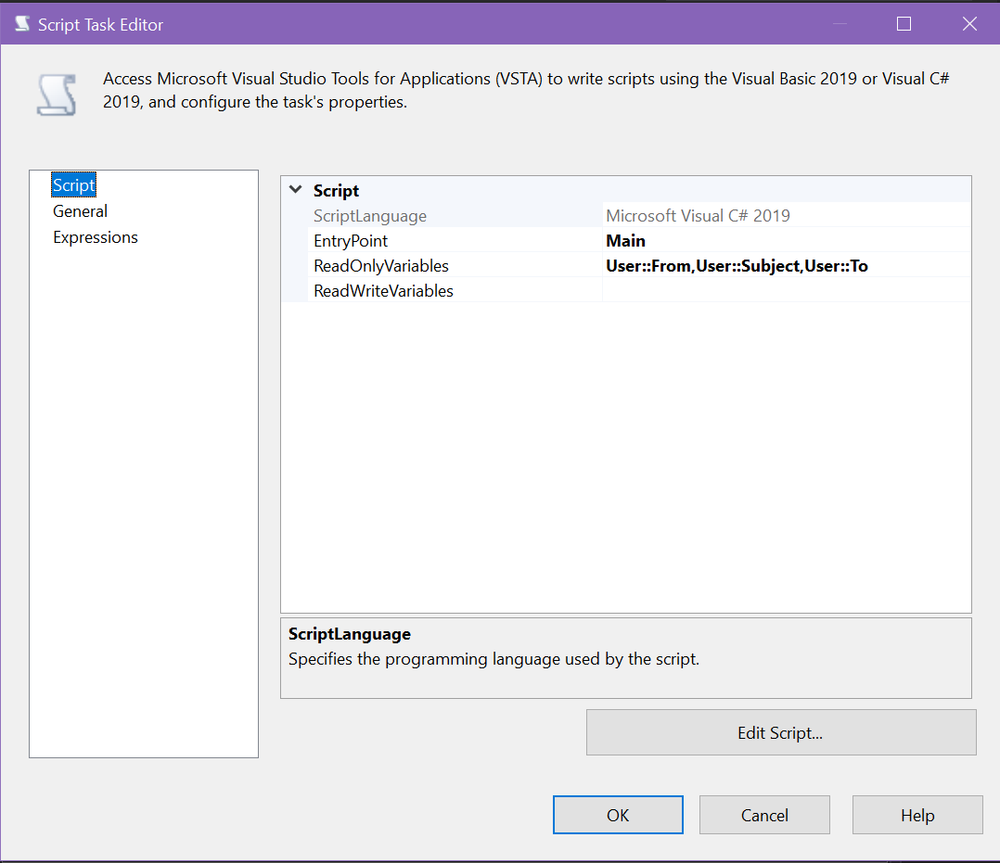 Script Task Editor
Access Microsoft Visual Studio Tools for Applications (VSTA) to write scripts using the Visual Basic 2019 or Visual C#
2019, and configure the task's properties.
Script
General
Expressions
Script
ScriptLanguage Microsoft Visual C# 2019
EntryPoint Main
ReadOnlyVariables User::From,User::Subject,User::To
ReadWriteVariables
ScriptLanguage
Specifies the programming language used by the script.
Edit Script...
OK Cancel Help